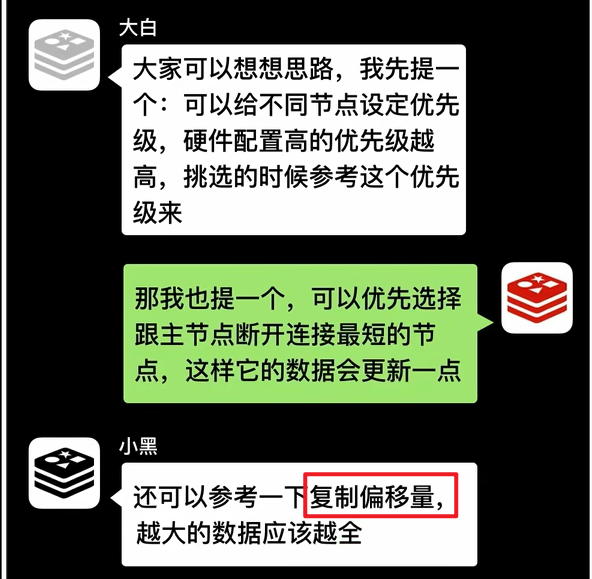 大白
大家可以想想思路，我先提一
个：可以给不同节点设定优先
级，硬件配置高的优先级越
高，挑选的时候参考这个优先
级来
那我也提一个，可以优先选择
跟主节点断开连接最短的节
点，这样它的数据会更新一点
小黑
还可以参考一下复制偏移量，
越大的数据应该越全